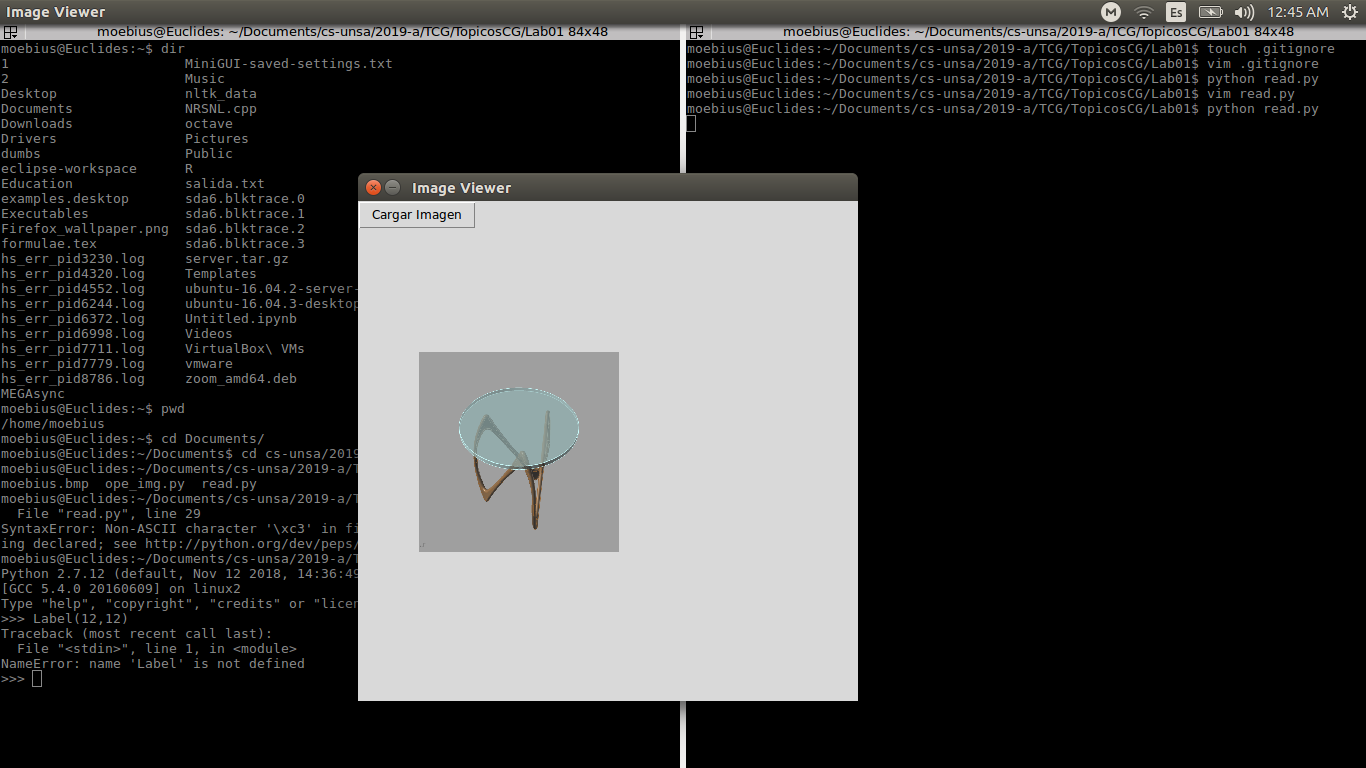 Image Viewer
M
Es
12:45 AM
moebius@Euclides: ~/Documents/cs-unsa/2019-a/TCG/TopicosCG/Lab01 84x48
moebius@Euclides:~$ dir
1 MiniGUI-saved-settings.txt
2 Music
Desktop nltk_data
Documents NRSNL.cpp
Downloads octave
Drivers Pictures
dumbs Public
eclipse-workspace R
Education salida.txt
examples.desktop sda6.blktrace.0
Executables sda6.blktrace.1
Firefox_wallpaper.png sda6.blktrace.2
formulae.tex sda6.blktrace.3
hs_err_pid3230.log server.tar.gz
hs_err_pid4320.log Templates
hs_err_pid4552.log ubuntu-16.04.2-server-
hs_err_pid6244.log ubuntu-16.04.3-desktop
hs_err_pid6372.log Untitled.ipynb
hs_err_pid6998.log Videos
hs_err_pid7711.log VirtualBox\ VMs
hs_err_pid7779.log vmware
hs_err_pid8786.log zoom_amd64.deb
MEGAsync
moebius@Euclides:~$ pwd
/home/moebius
moebius@Euclides:~$ cd Documents/
moebius@Euclides:~/Documents$ cd cs-unsa/2019
moebius@Euclides:~/Documents/cs-unsa/2019-a/T
moebius.bmp ope_img.py read.py
moebius@Euclides:~/Documents/cs-unsa/2019-a/T
File "read.py", line 29
SyntaxError: Non-ASCII character '\xc3' in fi
ing declared; see http://python.org/dev/peps/
moebius@Euclides:~/Documents/cs-unsa/2019-a/T
Python 2.7.12 (default, Nov 12 2018, 14:36:49
[GCC 5.4.0 20160609] on linux2
Type "help", "copyright", "credits" or "licen
>>> Label(12,12)
Traceback (most recent call last):
File "<stdin>", line 1, in <module>
NameError: name 'Label' is not defined
>>>
moebius@Euclides: ~/Documents/cs-unsa/2019-a/TCG/TopicosCG/Lab01 84x48
moebius@Euclides:~/Documents/cs-unsa/2019-a/TCG/TopicosCG/Lab01$ touch .gitignore
moebius@Euclides:~/Documents/cs-unsa/2019-a/TCG/TopicosCG/Lab01$ vim .gitignore
moebius@Euclides:~/Documents/cs-unsa/2019-a/TCG/TopicosCG/Lab01$ python read.py
moebius@Euclides:~/Documents/cs-unsa/2019-a/TCG/TopicosCG/Lab01$ vim read.py
moebius@Euclides:~/Documents/cs-unsa/2019-a/TCG/TopicosCG/Lab01$ python read.py
Image Viewer
Cargar Imagen